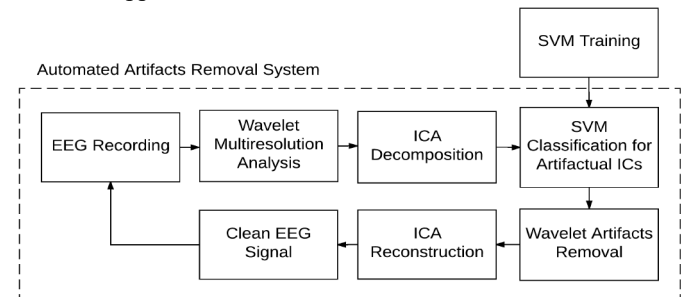 SVM Training
Automated Artifacts Removal System
EEG Recording
Wavelet
Multiresolution
Analysis
ICA
Decomposition
SVM
Classification for
Artifactual ICs
Clean EEG
Signal
ICA
Reconstruction
Wavelet Artifacts
Removal